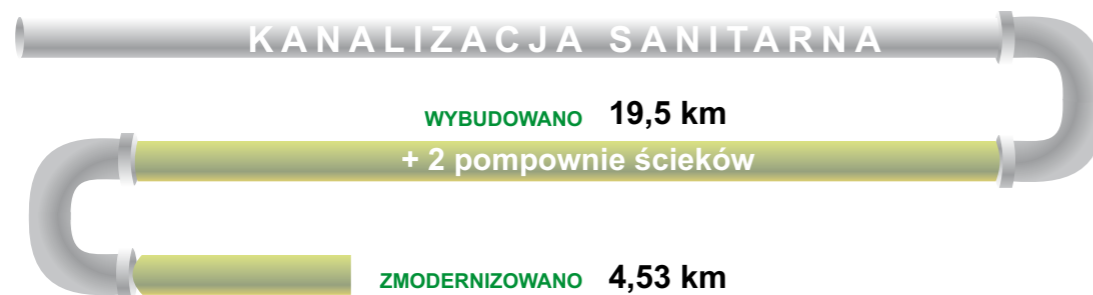 KANALIZACJA SANITARNA
WYBUDOWANO 19,5 km
+ 2 pompownie ścieków
ZMODERNIZOWANO 4,53 km